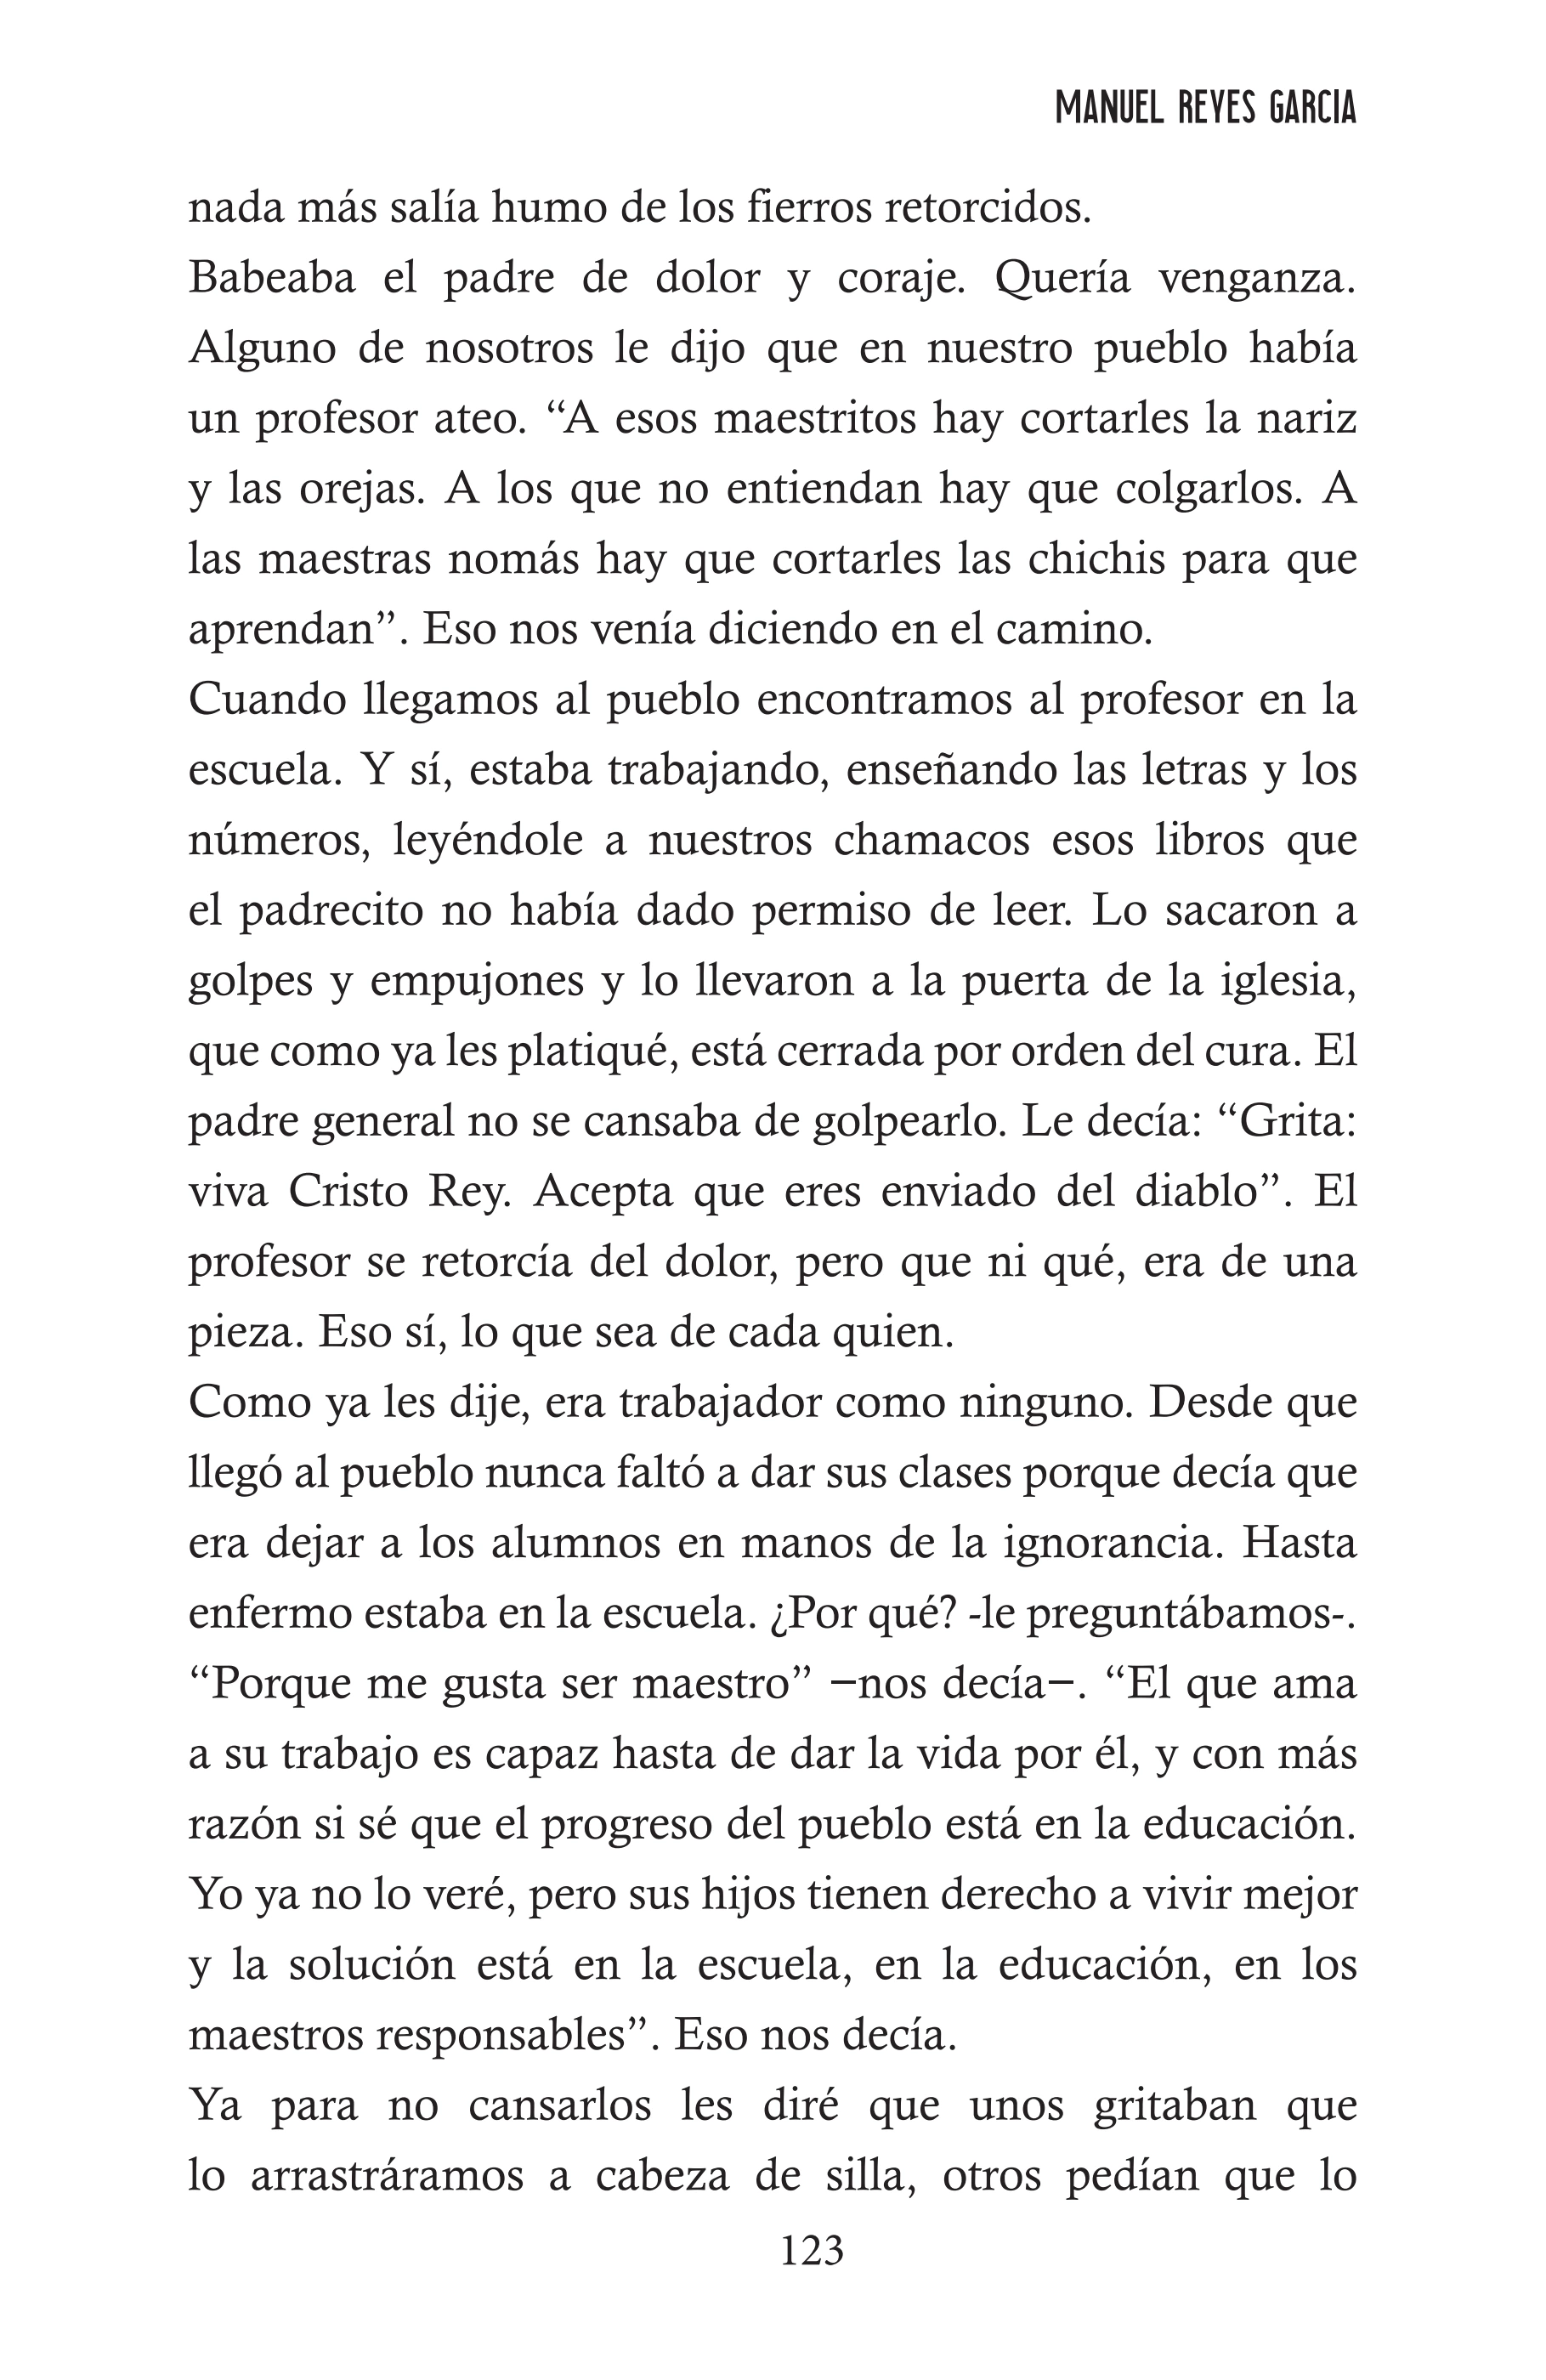 MANUEL REYES GARCIA
nada más salía humo de los fierros retorcidos.
Babeaba el padre de dolor y coraje. Quería venganza.
Alguno de nosotros le dijo que en nuestro pueblo había
un profesor ateo. “A esos maestritos hay cortarles la nariz
y las orejas. A los que no entiendan hay que colgarlos. A
las maestras nomás hay que cortarles las chichis para que
aprendan”. Eso nos venía diciendo en el camino.
Cuando llegamos al pueblo encontramos al profesor en la
escuela. Y sí, estaba trabajando, enseñando las letras y los
números, leyéndole a nuestros chamacos esos libros que
el padrecito no había dado permiso de leer. Lo sacaron a
golpes y empujones y lo llevaron a la puerta de la iglesia,
que como ya les platiqué, está cerrada por orden del cura. El
padre general no se cansaba de golpearlo. Le decía: “Grita:
viva Cristo Rey. Acepta que eres enviado del diablo”. El
profesor se retorcía del dolor, pero que ni qué, era de una
pieza. Eso sí, lo que sea de cada quien.
Como ya les dije, era trabajador como ninguno. Desde que
llegó al pueblo nunca faltó a dar sus clases porque decía que
era dejar a los alumnos en manos de la ignorancia. Hasta
enfermo estaba en la escuela. ¿Por qué? -le preguntábamos-.
“Porque me gusta ser maestro” –nos decía–. “El que ama
a su trabajo es capaz hasta de dar la vida por él, y con más
razón si sé que el progreso del pueblo está en la educación.
Yo ya no lo veré, pero sus hijos tienen derecho a vivir mejor
y la solución está en la escuela, en la educación, en los
maestros responsables”. Eso nos decía.
Ya para no cansarlos les diré que unos gritaban que
lo arrastráramos a cabeza de silla, otros pedían que lo
123